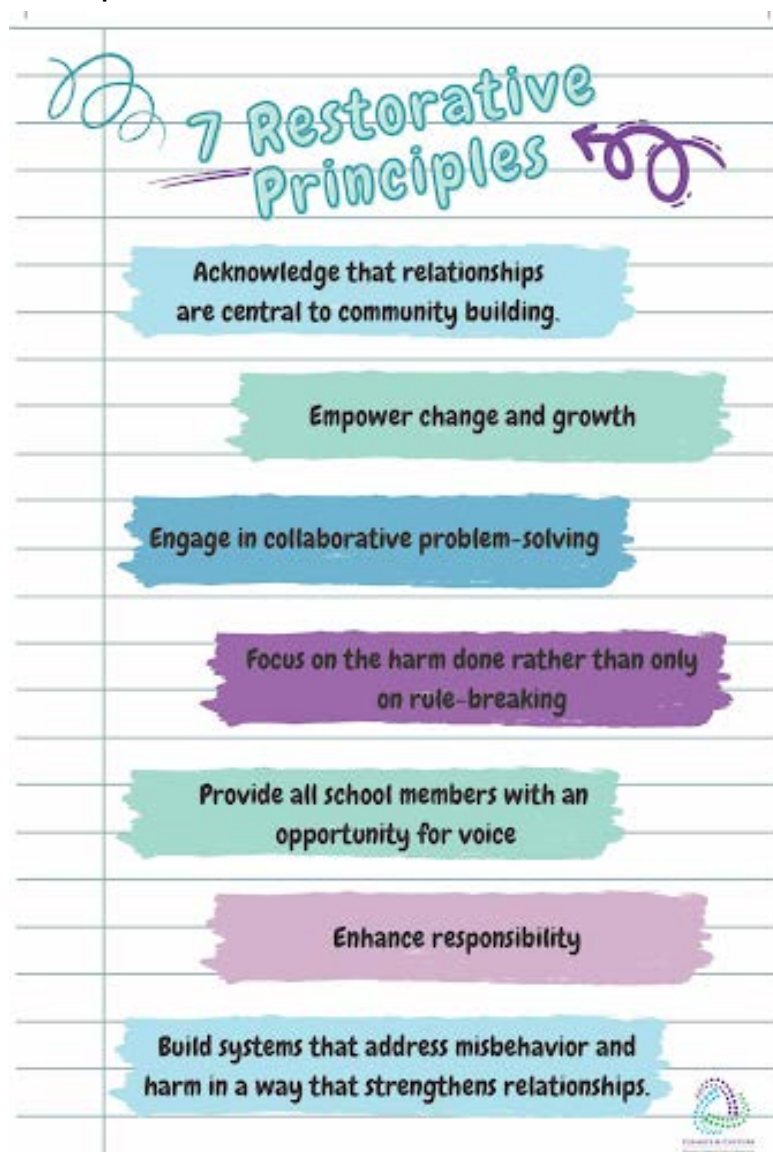 7 Restorative
Principles
Acknowledge that relationships
are central to community building.
Empower change and growth
Engage in collaborative problem-solving
Focus on the harm done rather than only
on rule-breaking
Provide all school members with an
opportunity for voice
Enhance responsibility
Build systems that address misbehavior and
harm in a way that strengthens relationships.